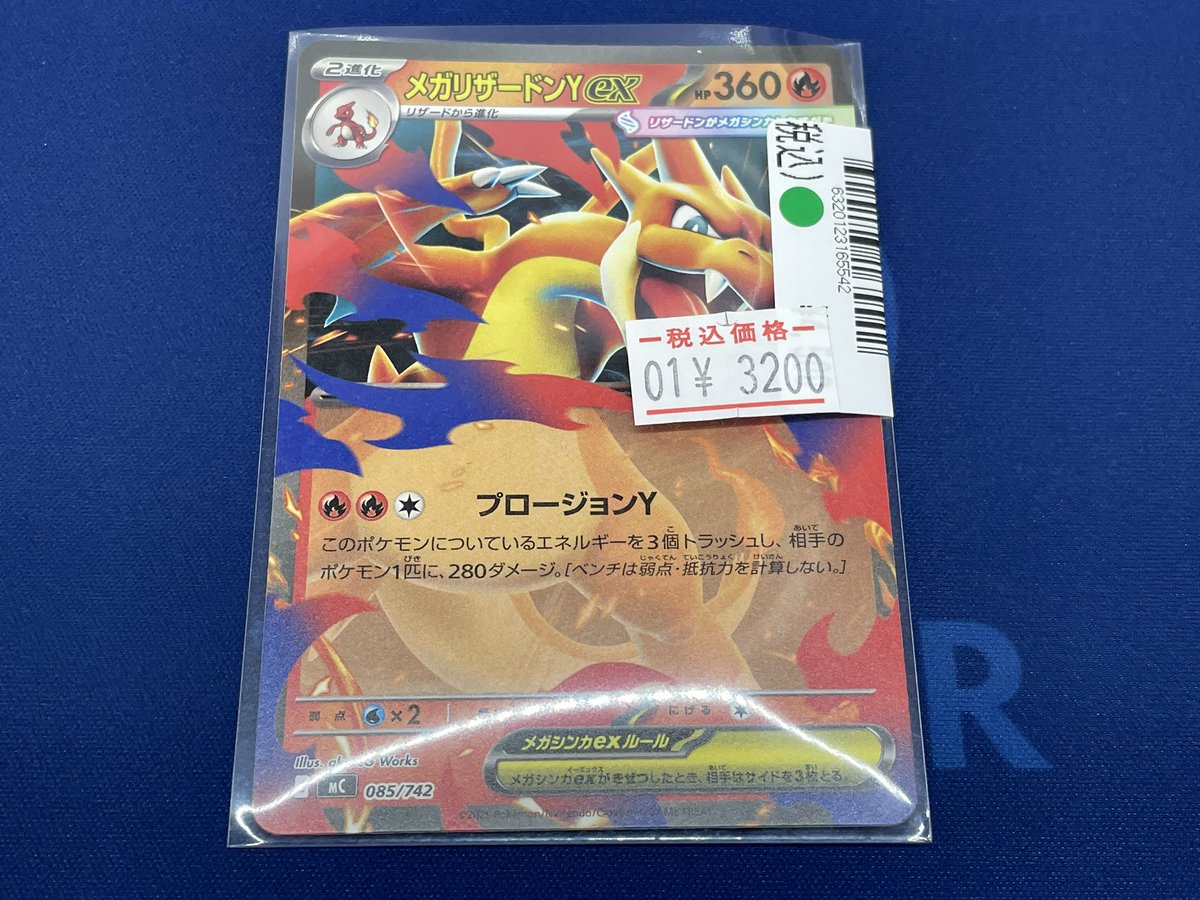 2進化
メガリザードンYex
HP360
リザードから進化
リザードンがメガシンカ
税込)
6320123165542
ー税込価格ー
01¥ 3200
プロージョンY
このポケモンについているエネルギーを3個トラッシュし、相手の
ポケモン1匹に、280ダメージ。[ベンチは弱点・抵抗力を計算しない。]
弱点 ×2
にげる
メガシンカexルール
メガシンカexがきぜつしたとき、相手はサイドを3枚とる。
Illus. Works
MC 085/742
R